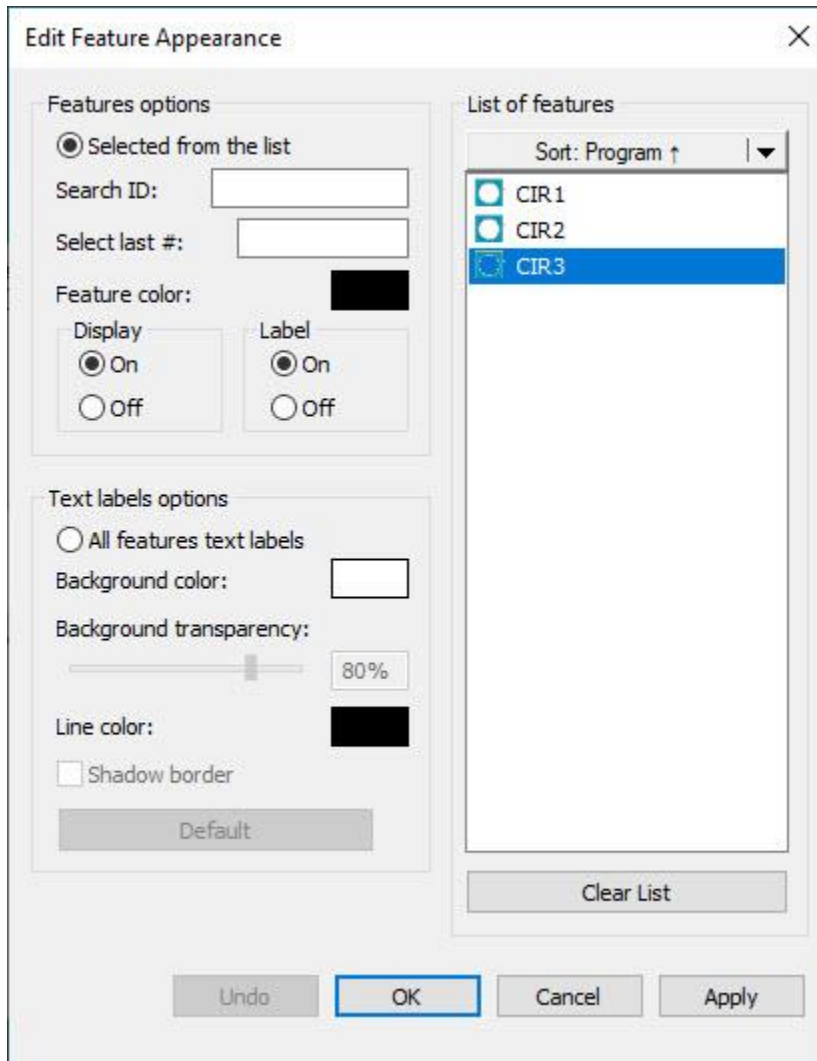 Edit Feature Appearance
Features options
Selected from the list
Search ID:
Select last #:
Feature color:
Display
On
Off
Label
On
Off
Text labels options
All features text labels
Background color:
Background transparency:
80%
Line color:
Shadow border
Default
List of features
Sort: Program ↑
CIR1
CIR2
CIR3
Clear List
Undo
OK
Cancel
Apply